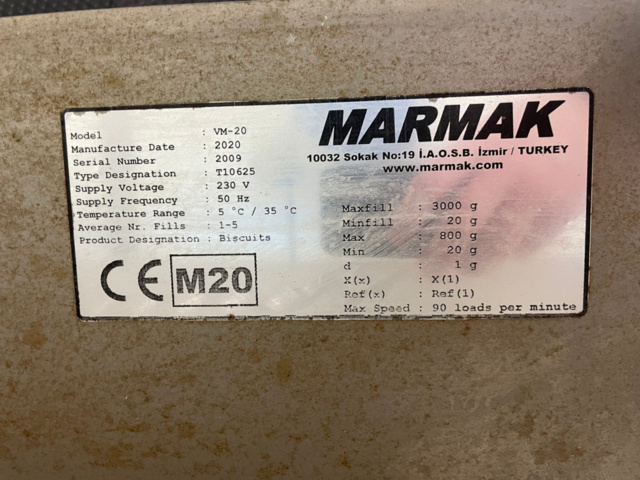 Model : VM-20
Manufacture Date : 2020
Serial Number : 2009
Type Designation : T10625
Supply Voltage : 230 V
Supply Frequency : 50 Hz
Temperature Range : 5 °C / 35 °C
Average Nr. Fills : 1-5
Product Designation : Biscuits
CE M20
MARMAK
10032 Sokak No:19 İ.A.O.S.B. İzmir / TURKEY
www.marmak.com
Maxfill : 3000 g
Minfill : 20 g
Max : 800 g
Min : 20 g
d : 1 g
X(x) : X(1)
Ref(x) : Ref(1)
Max Speed : 90 loads per minute